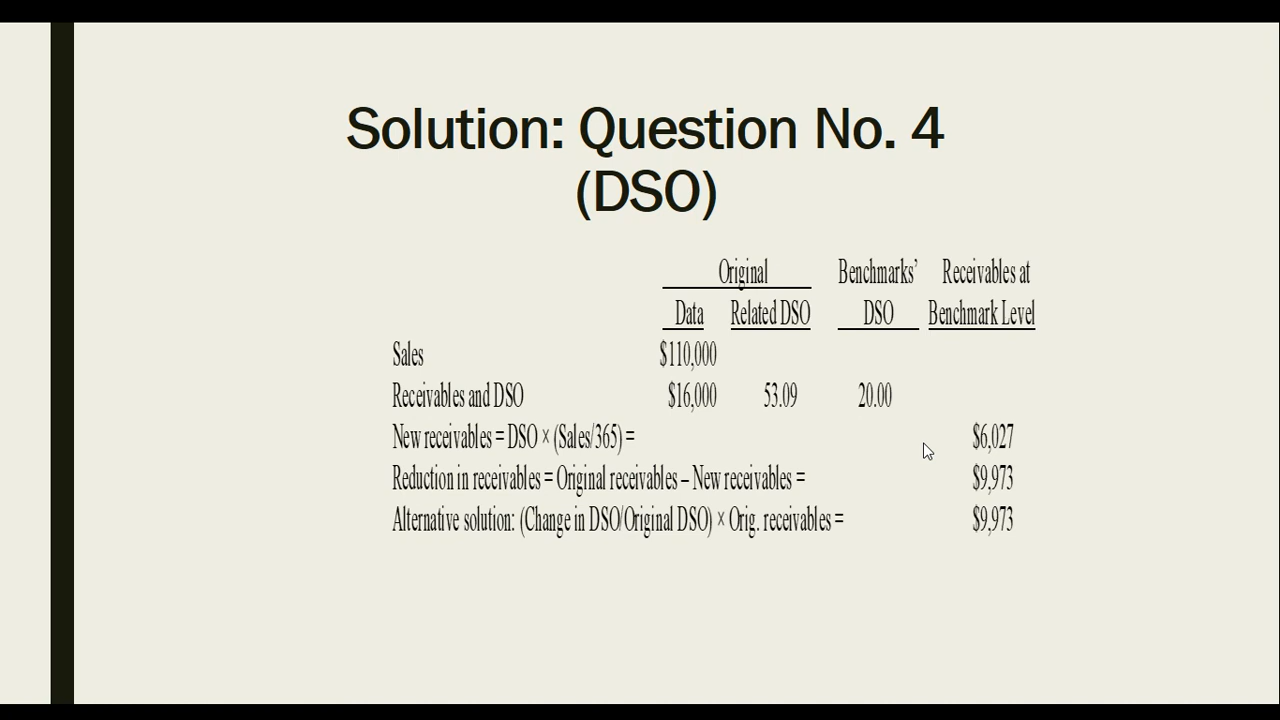 Solution: Question No. 4
(DSO)
Original Benchmarks’ Receivables at
Data Related DSO DSO Benchmark Level
Sales $110,000
Receivables and DSO $16,000 53.09 20.00
New receivables = DSO × (Sales/365) = $6,027
Reduction in receivables = Original receivables – New receivables = $9,973
Alternative solution: (Change in DSO/Original DSO) × Orig. receivables = $9,973